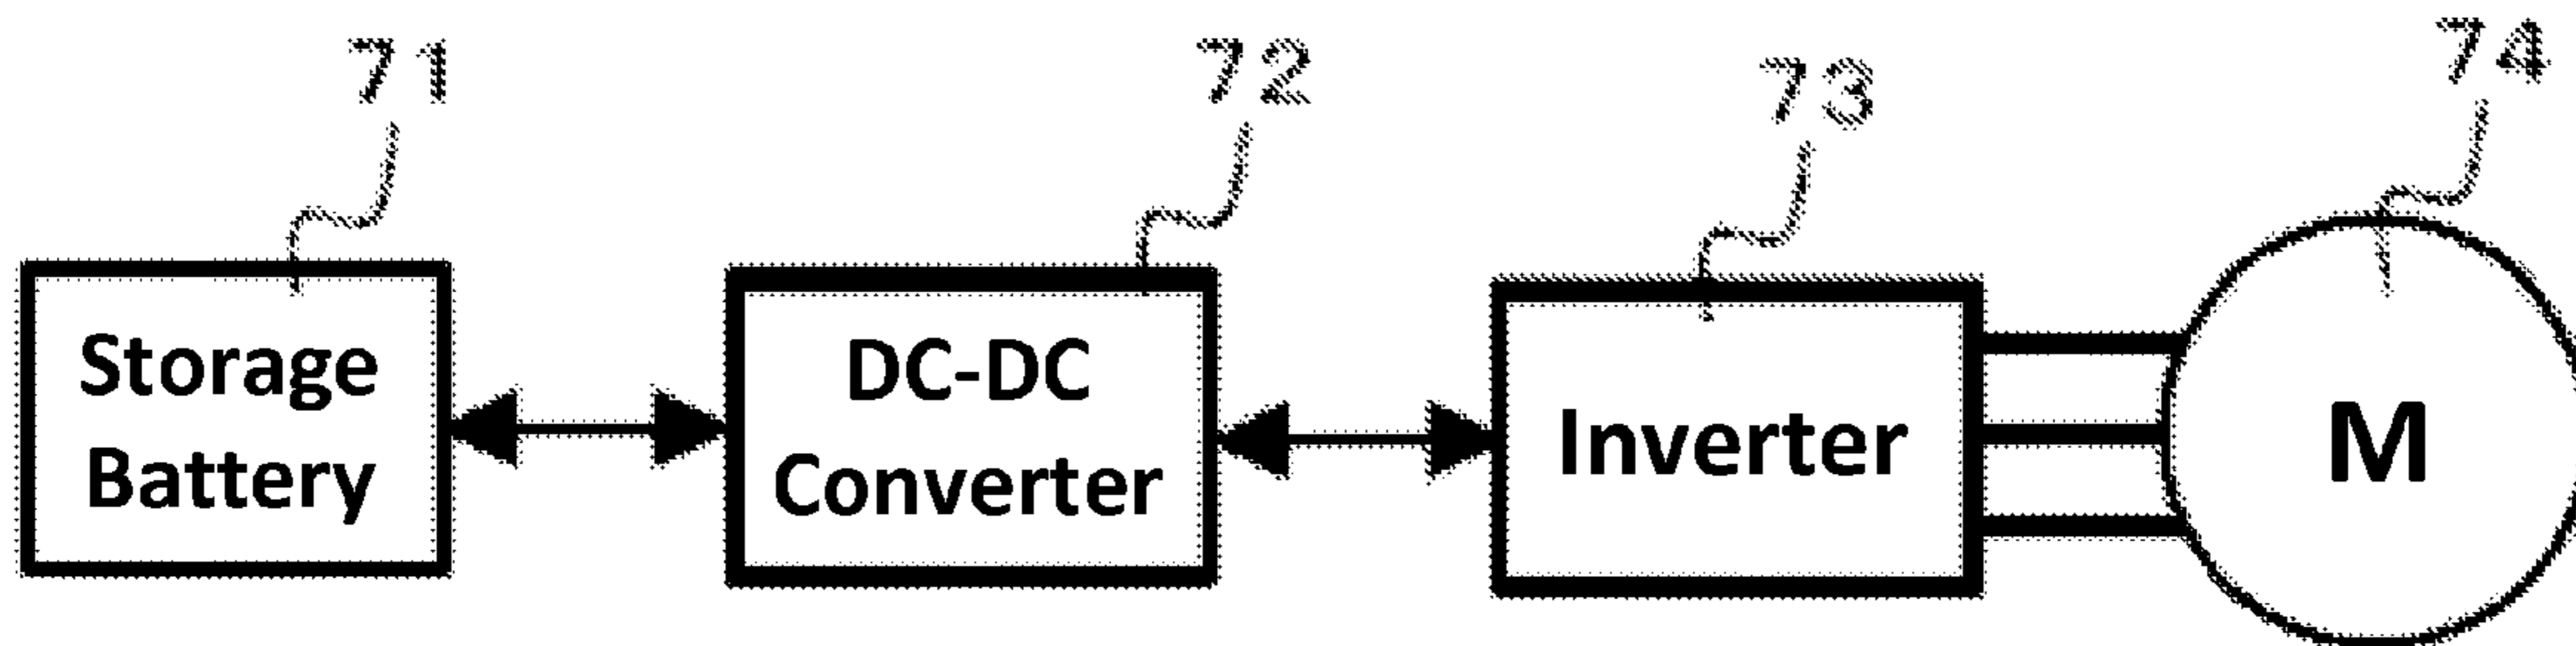 71
72
73
74
Storage
Battery
DC-DC
Converter
Inverter
M